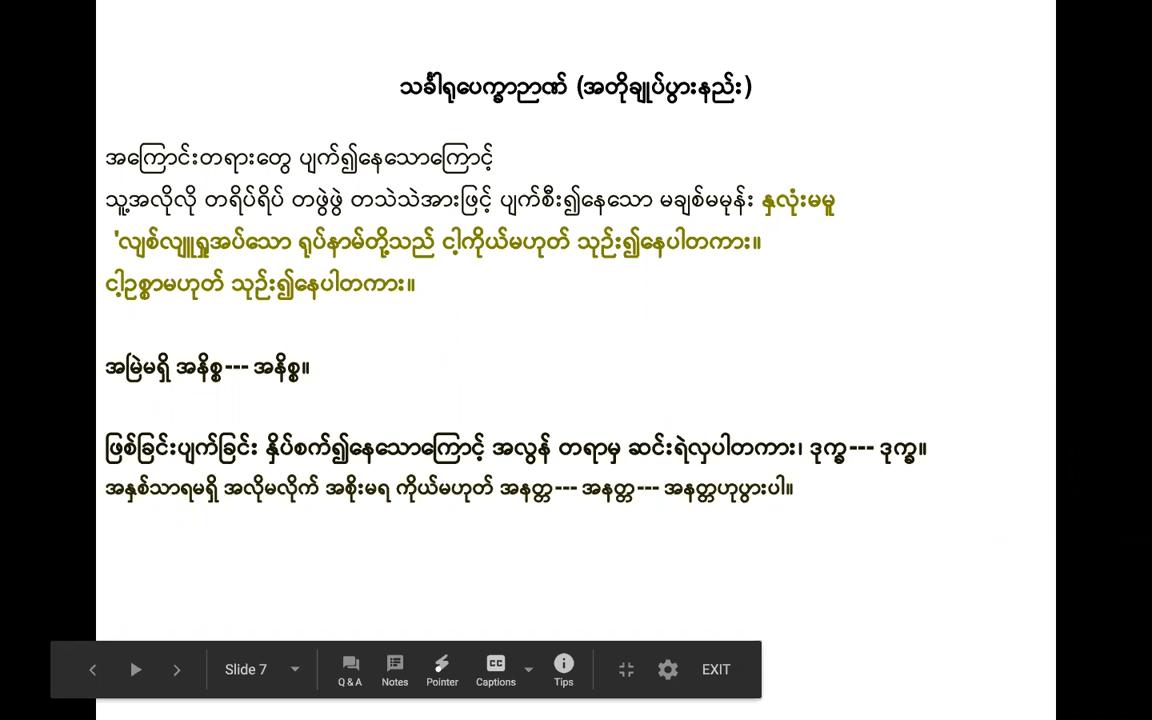 သင်္ခါရုပေက္ခာဉာဏ် (အတိုချုပ်ပွားနည်း)
အကြောင်းတရားတွေ ပျက်၍နေသောကြောင့်
သူ့အလိုလို တရိပ်ရိပ် တဖွဲဖွဲ တသဲသဲအားဖြင့် ပျက်စီး၍နေသော မချစ်မမုန်း နှလုံးမမူ
'လျစ်လျူရှုအပ်သော ရုပ်နာမ်တို့သည် ငါ့ကိုယ်မဟုတ် သုဉ်း၍နေပါတကား။
ငါ့ဥစ္စာမဟုတ် သုဉ်း၍နေပါတကား။
အမြဲမရှိ အနိစ္စ--- အနိစ္စ။
ဖြစ်ခြင်းပျက်ခြင်း နှိပ်စက်၍နေသောကြောင့် အလွန် တရာမှ ဆင်းရဲလှပါတကား၊ ဒုက္ခ--- ဒုက္ခ။
အနှစ်သာရမရှိ အလိုမလိုက် အစိုးမရ ကိုယ်မဟုတ် အနတ္တ--- အနတ္တ--- အနတ္တဟုပွားပါ။
Slide 7 Q & A Notes Pointer CC Captions Tips EXIT